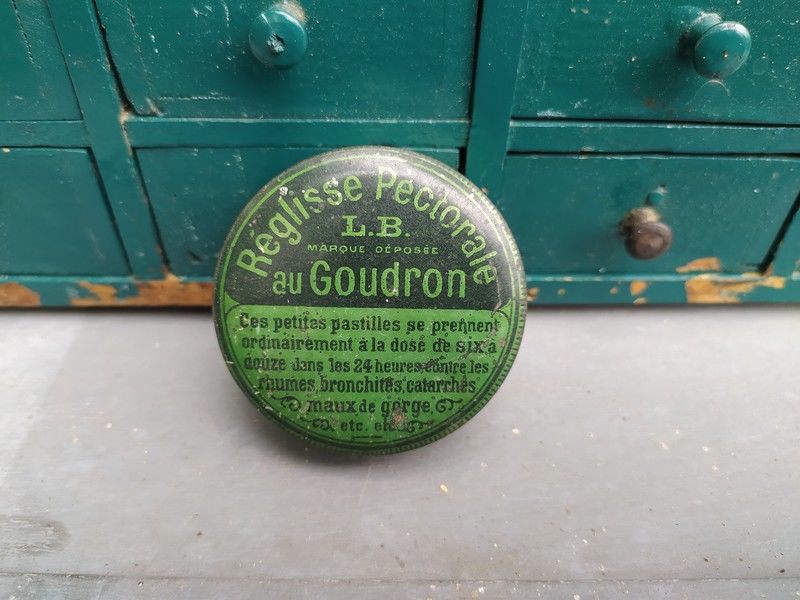 Réglisse Pectorale
L.B.
MARQUE DÉPOSÉE
au Goudron
Ces petites pastilles se prennent
ordinairement à la dose de six à
douze dans les 24 heures contre les
rhumes, bronchites, catarrhes
maux de gorge,
etc. etc.